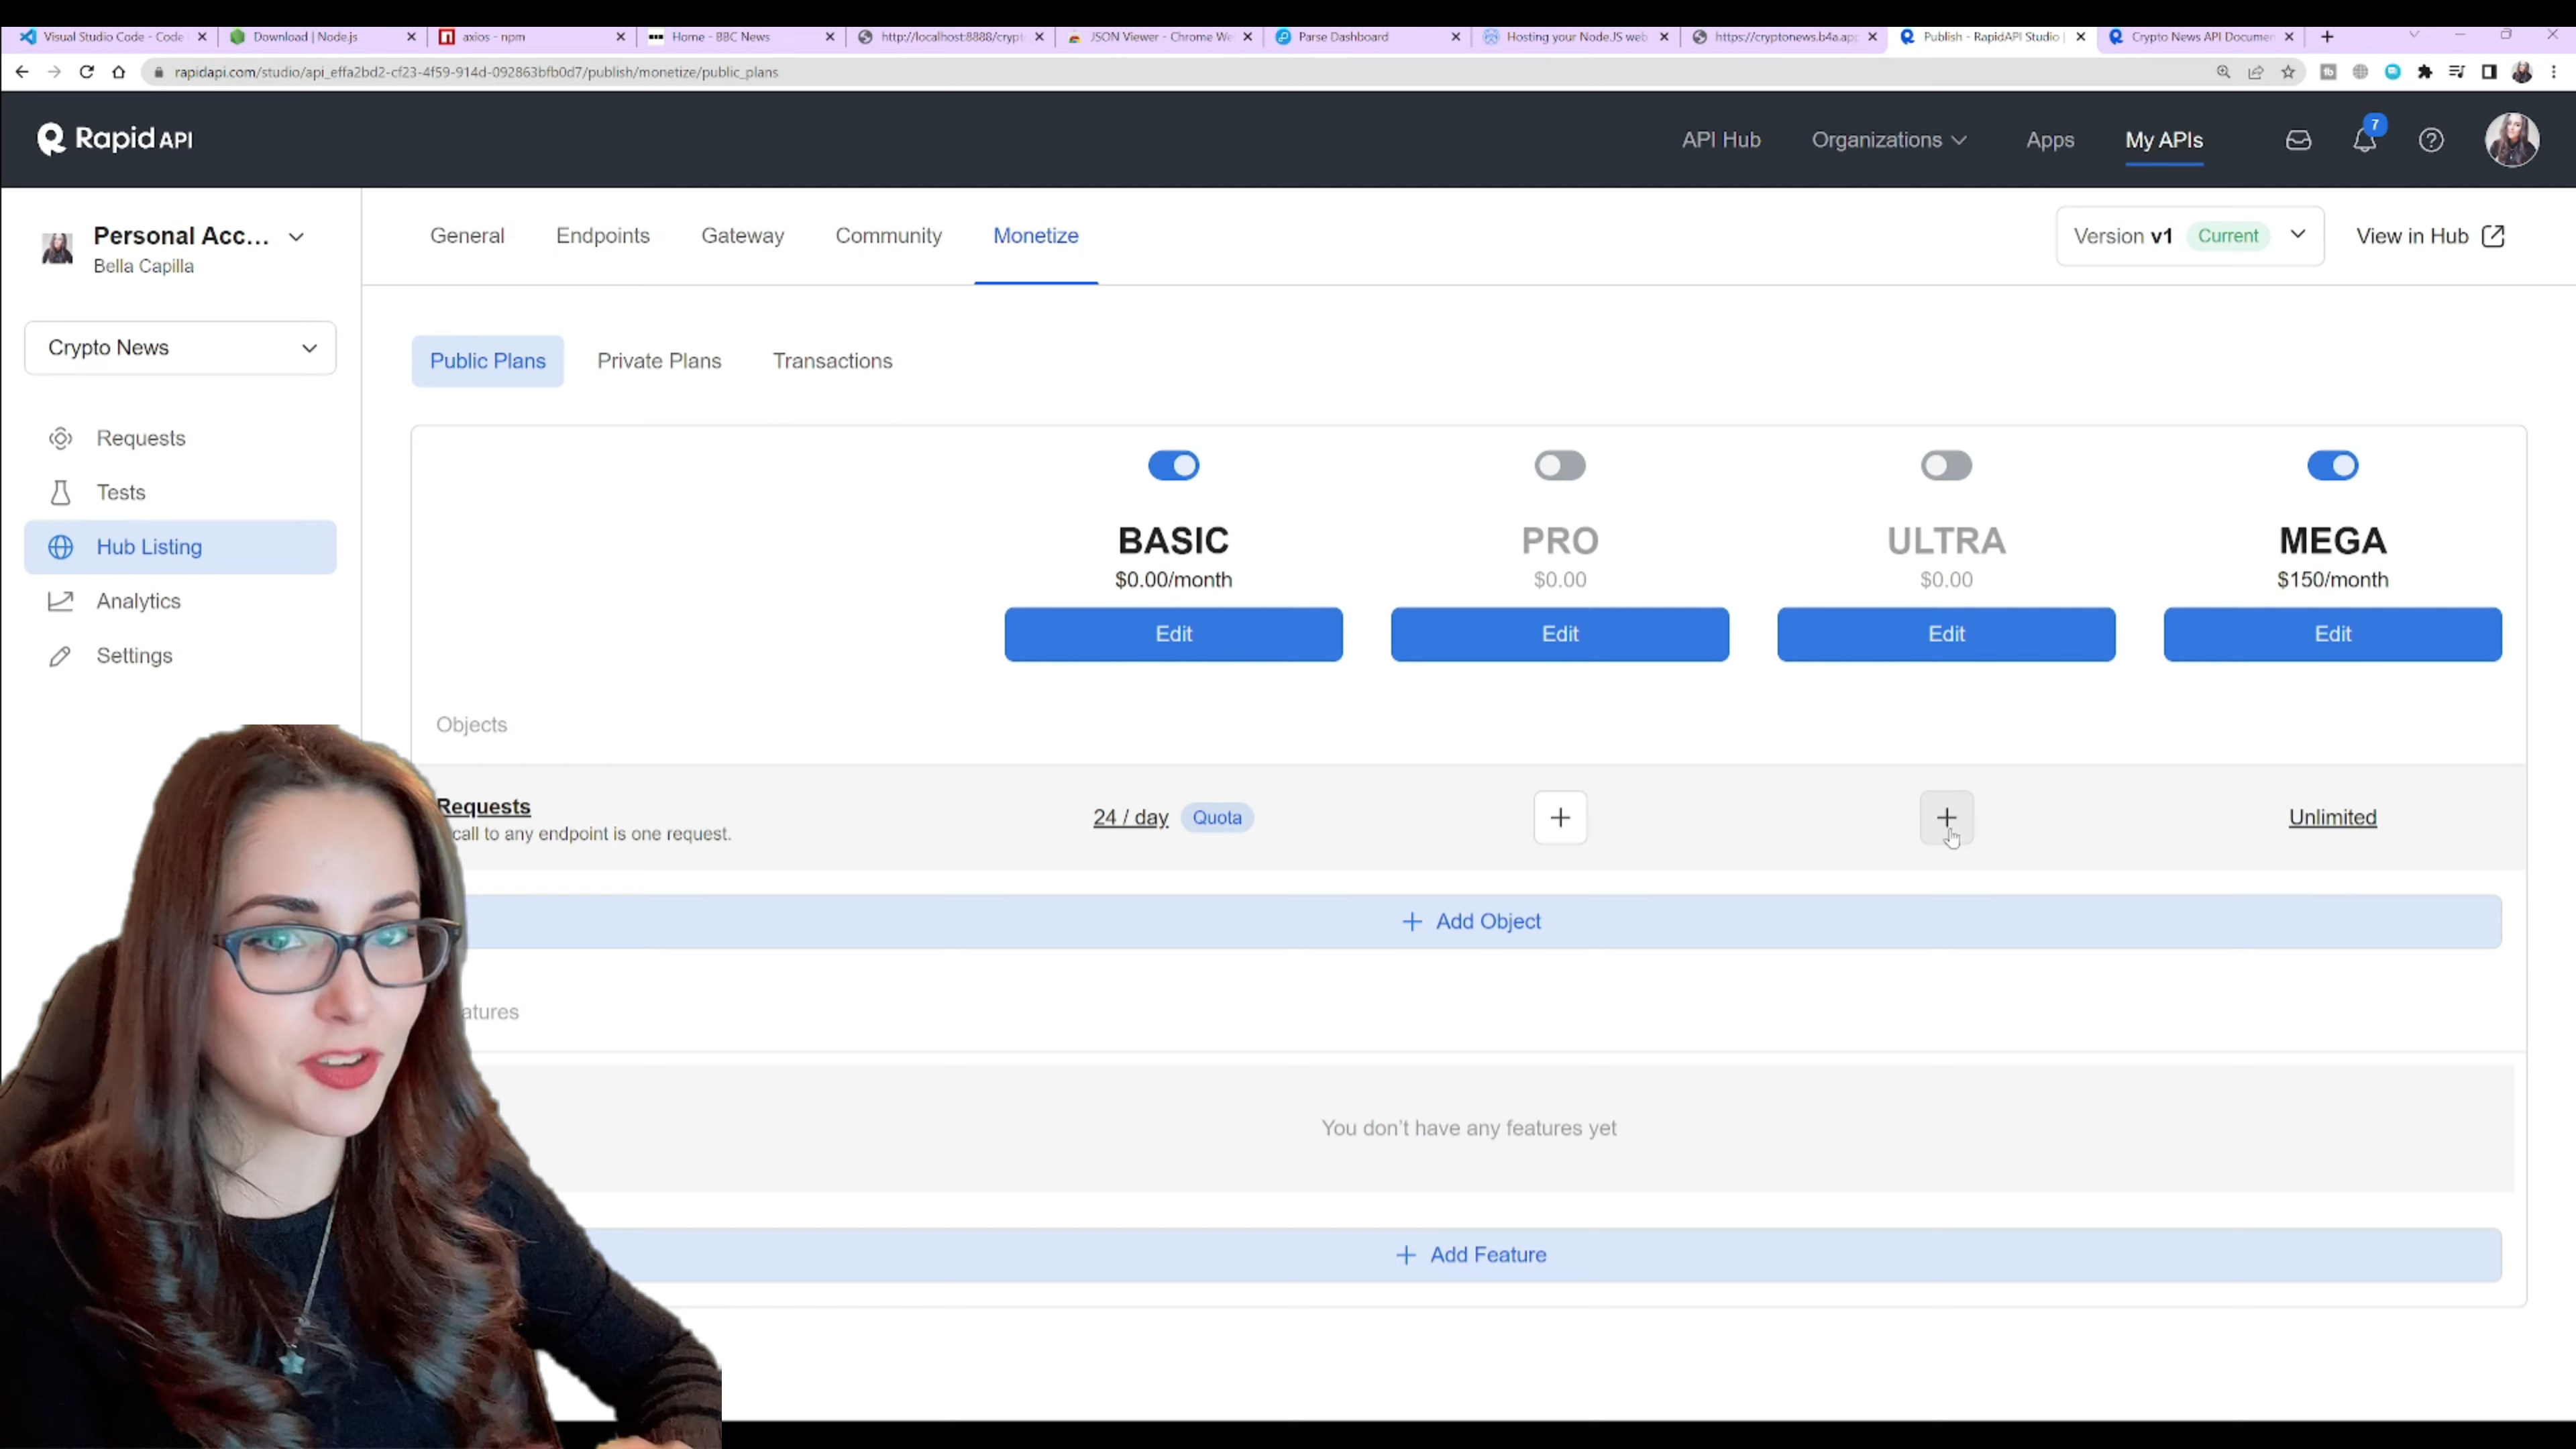 Visual Studio Code - Code
Download | Node.js
axios - npm
Home - BBC News
http://localhost:8888/crypt
JSON Viewer - Chrome We
Parse Dashboard
Hosting your Node.JS web
https://cryptonews.b4a.app
Publish - RapidAPI Studio |
Crypto News API Documen
rapidapi.com/studio/api_effa2bd2-cf23-4f59-914d-092863bfb0d7/publish/monetize/public_plans
Rapid API
API Hub
Organizations
Apps
My APIs
7
Personal Acc...
Bella Capilla
General
Endpoints
Gateway
Community
Monetize
Version v1 Current
View in Hub
Crypto News
Public Plans
Private Plans
Transactions
Requests
Tests
Hub Listing
Analytics
Settings
BASIC
$0.00/month
Edit
PRO
$0.00
Edit
ULTRA
$0.00
Edit
MEGA
$150/month
Edit
Objects
Requests
call to any endpoint is one request.
24 / day Quota
Unlimited
+ Add Object
atures
You don't have any features yet
+ Add Feature